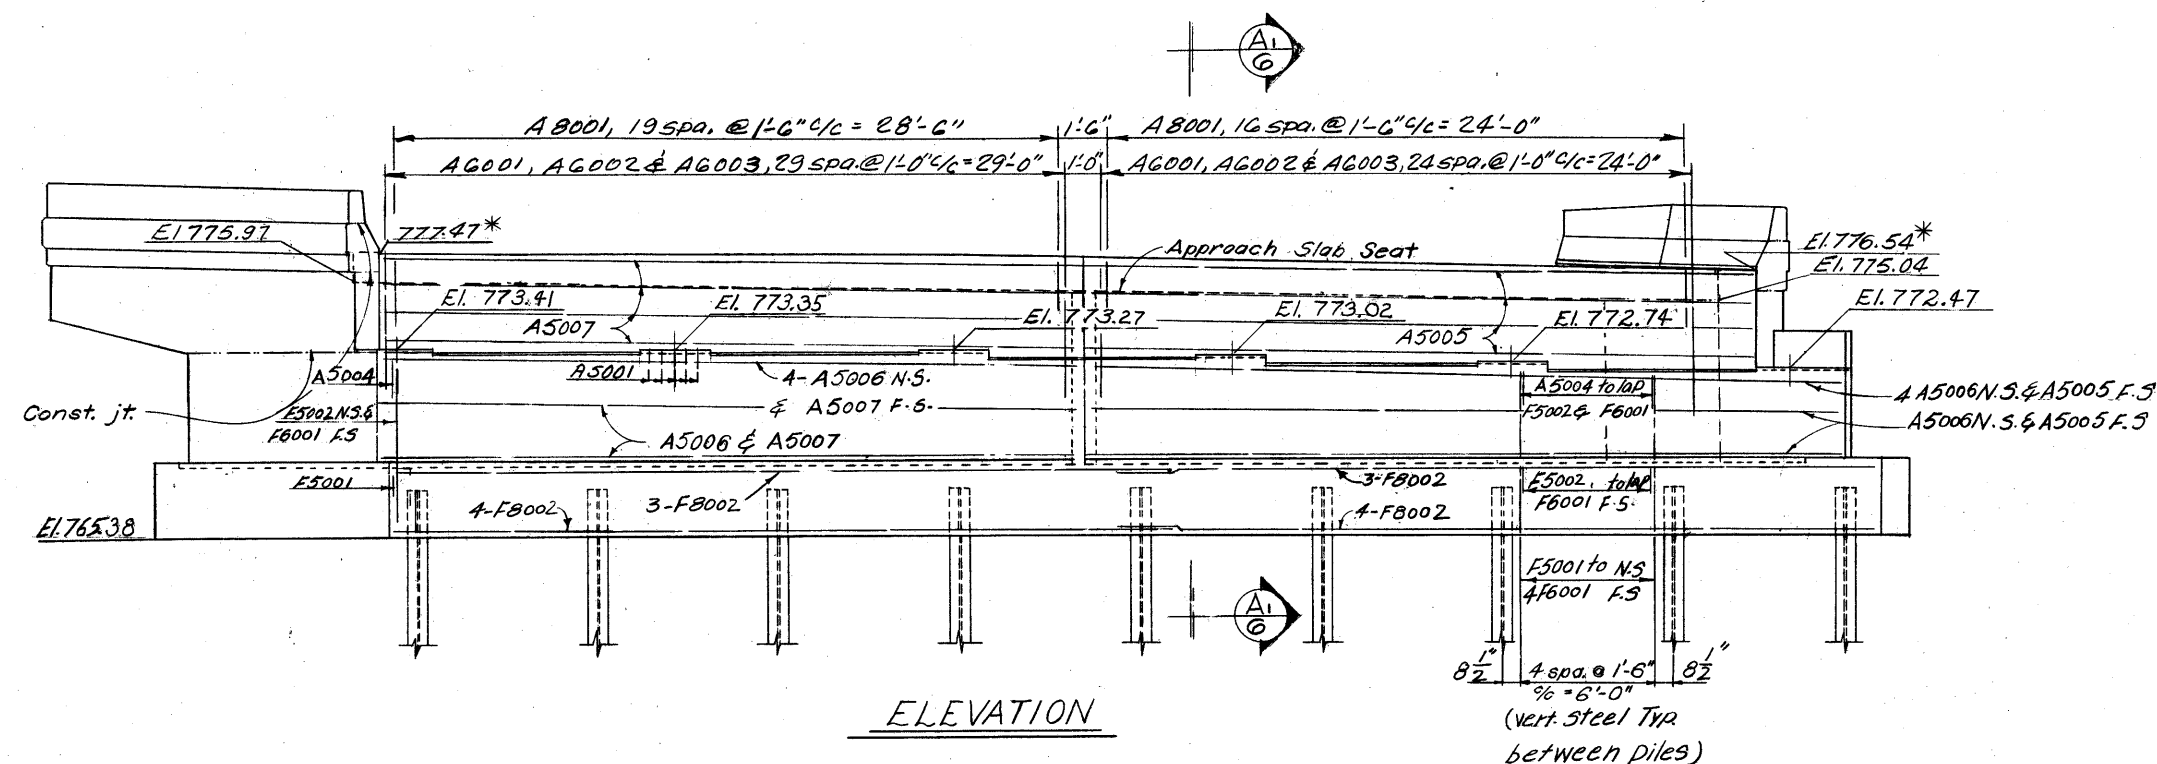 A1
6
A8001, 19 spa. @ 1'-6" c/c = 28'-6"
1'-6"
A8001, 16 spa. @ 1'-6" c/c = 24'-0"
A6001, A6002 & A6003, 29 spa. @ 1'-0" c/c = 29'-0"
1'-0"
A6001, A6002 & A6003, 24 spa. @ 1'-0" c/c = 24'-0"
El 775.97
777.47*
Approach Slab Seat
El. 776.54*
El. 775.04
El. 773.41
El. 773.35
El. 773.27
El. 773.02
El. 772.74
El. 772.47
A5007
A5005
A5004
A5001
4-A5006 N.S.
& A5007 F.S.
A5004 to lap
F5002 & F6001
4 A5006 N.S. & A5005 F.S
A5006 N.S. & A5005 F.S
Const. jt.
F5002 N.S. &
F6001 F.S
A5006 & A5007
F5001
3-F8002
3-F8002
F5002, to lap
F6001 F.S.
4-F8002
4-F8002
El. 765.38
F5001 to N.S
4F6001 F.S
A1
6
8 1/2"
4 spa. @ 1'-6"
c/c = 6'-0"
8 1/2"
(vert. steel Typ.
between piles)
ELEVATION